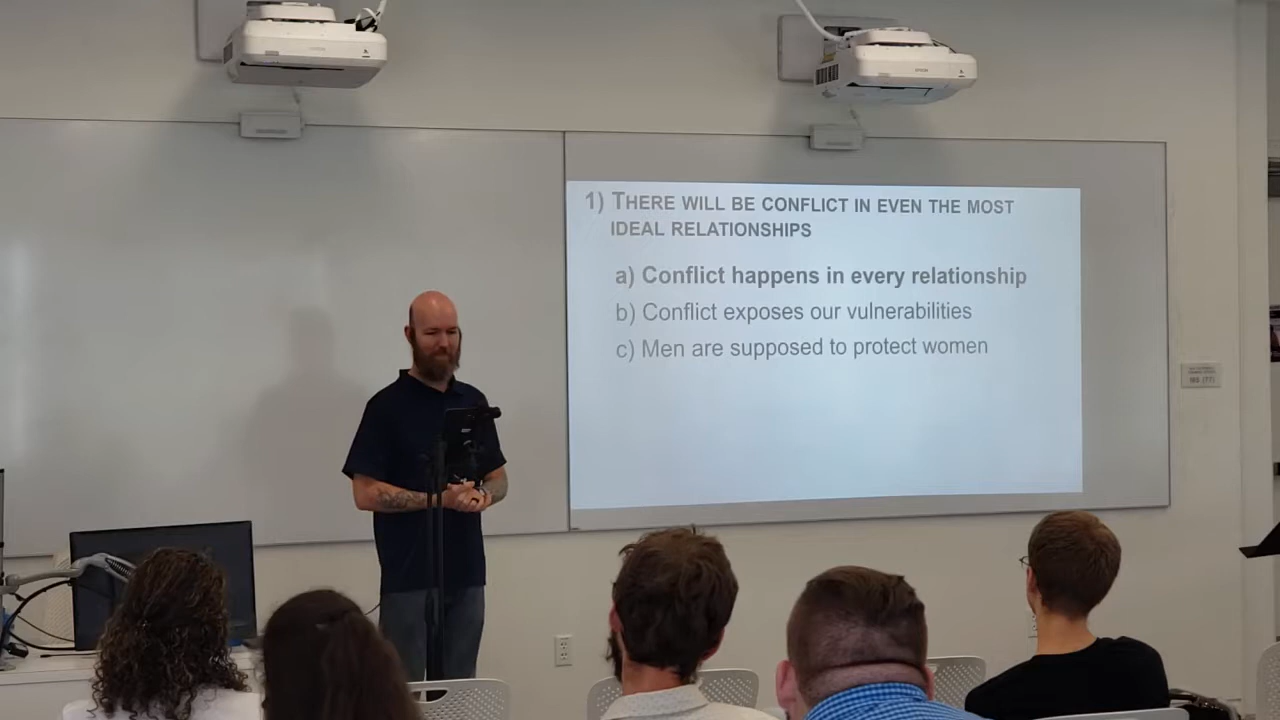 1) THERE WILL BE CONFLICT IN EVEN THE MOST
IDEAL RELATIONSHIPS
a) Conflict happens in every relationship
b) Conflict exposes our vulnerabilities
c) Men are supposed to protect women